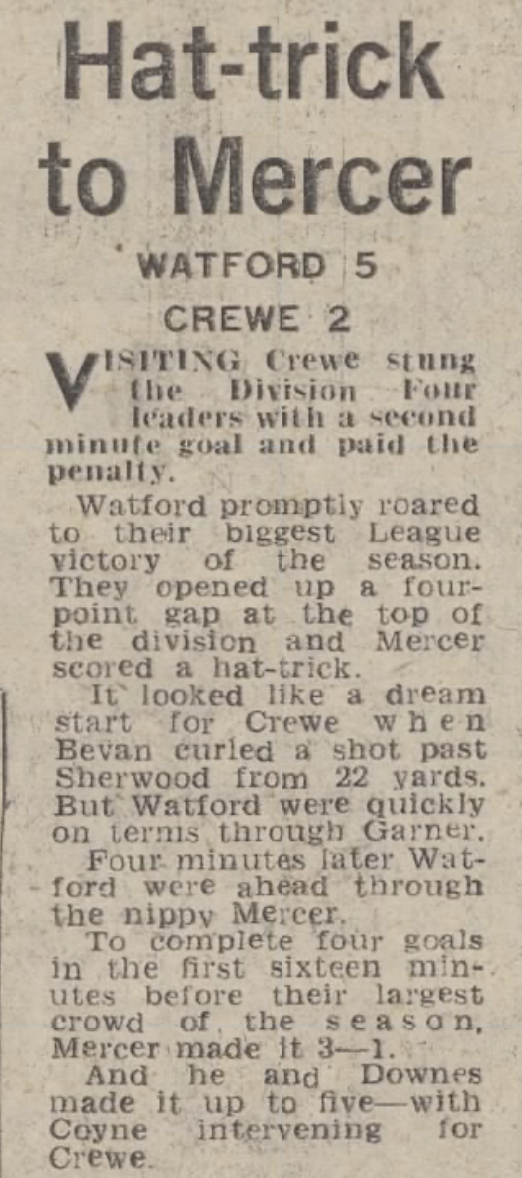 Hat-trick
to Mercer
WATFORD 5
CREWE 2
VISITING Crewe stung
the Division Four
leaders with a second
minute goal and paid the
penalty.
Watford promptly roared
to their biggest League
victory of the season.
They opened up a four-
point gap at the top of
the division and Mercer
scored a hat-trick.
It looked like a dream
start for Crewe when
Bevan curled a shot past
Sherwood from 22 yards.
But Watford were quickly
on terms through Garner.
Four minutes later Wat-
ford were ahead through
the nippy Mercer.
To complete four goals
in the first sixteen min-
utes before their largest
crowd of the season,
Mercer made it 3—1.
And he and Downes
made it up to five—with
Coyne intervening for
Crewe.